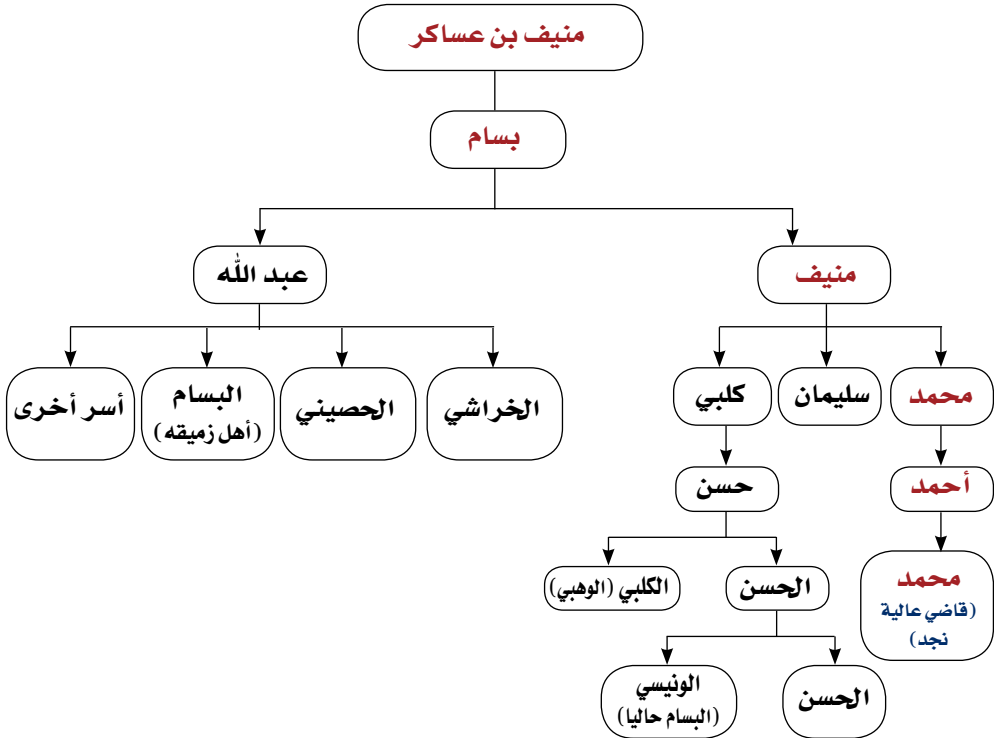 منيف بن عساكر
بسام
منيف
عبد الله
محمد
سليمان
كلبي
الخراشي
الحصيني
البسام
(أهل زميقه)
أسر أخرى
أحمد
حسن
محمد
(قاضي عالية
نجد)
الحسن
الكلبي (الوهبي)
الحسن
الونيسي
(البسام حاليا)